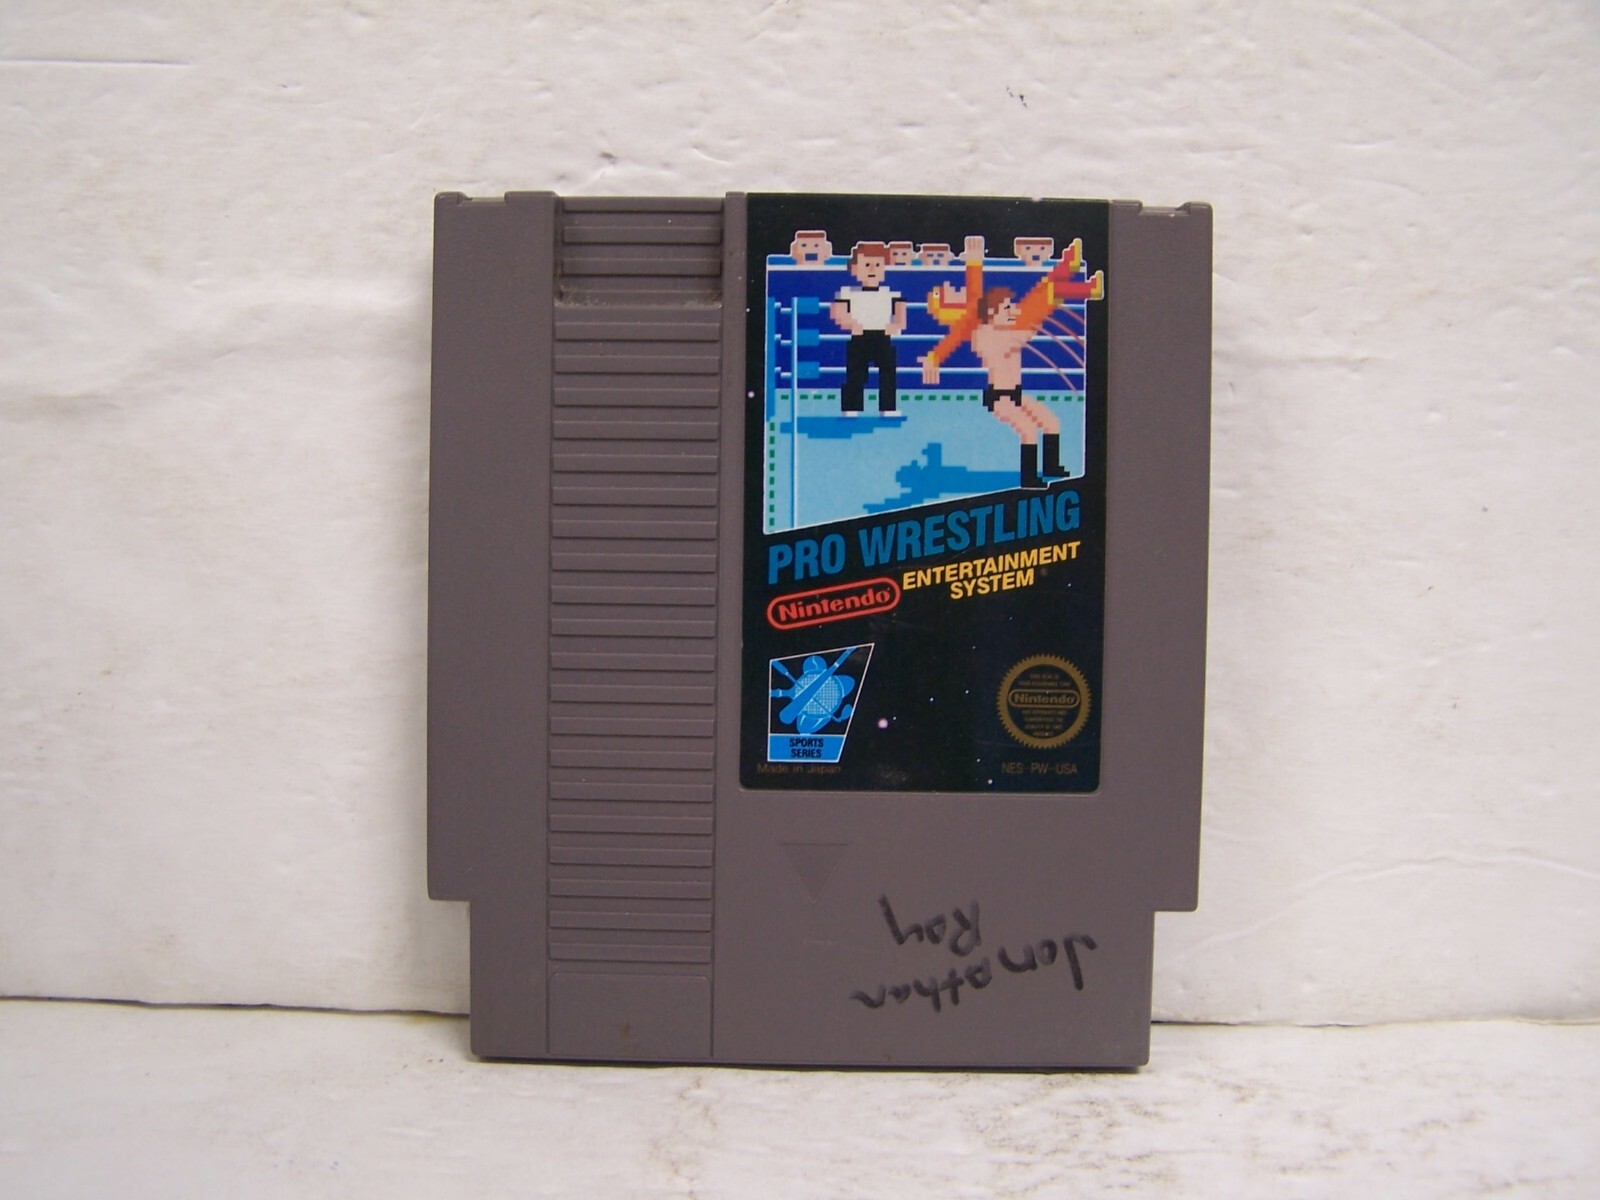 PRO WRESTLING
Nintendo®
ENTERTAINMENT
SYSTEM
SPORTS
SERIES
Made in Japan
Nintendo
NES-PW-USA
Jonathan
Roy